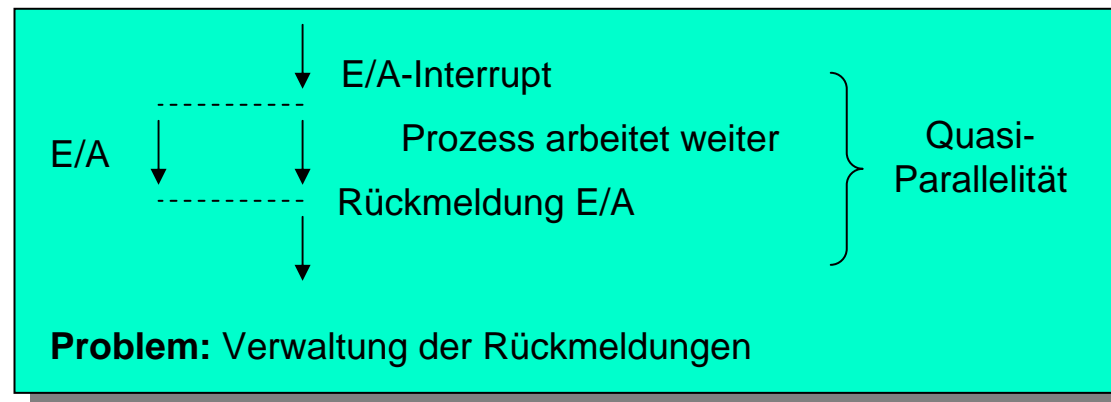 E/A-Interrupt
E/A
Prozess arbeitet weiter
Rückmeldung E/A
Quasi-
Parallelität
Problem: Verwaltung der Rückmeldungen